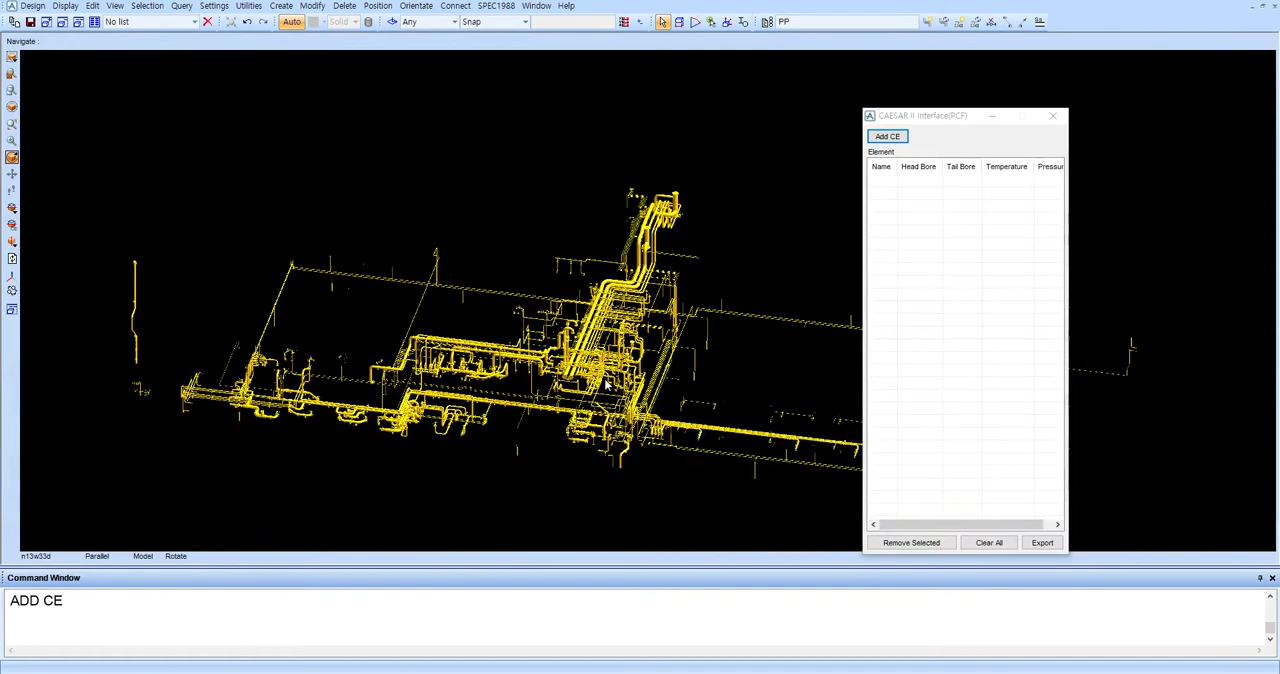 Design Display Edit View Selection Query Settings Utilities Create Modify Delete Position Orientate Connect SPEC1988 Window Help
No list Auto Solid Any Snap PP
Navigate :
CAESAR II Interface(PCF)
Add CE
Element
Name Head Bore Tail Bore Temperature Pressur
Remove Selected Clear All Export
n13w33d Parallel Model Rotate
Command Window
ADD CE